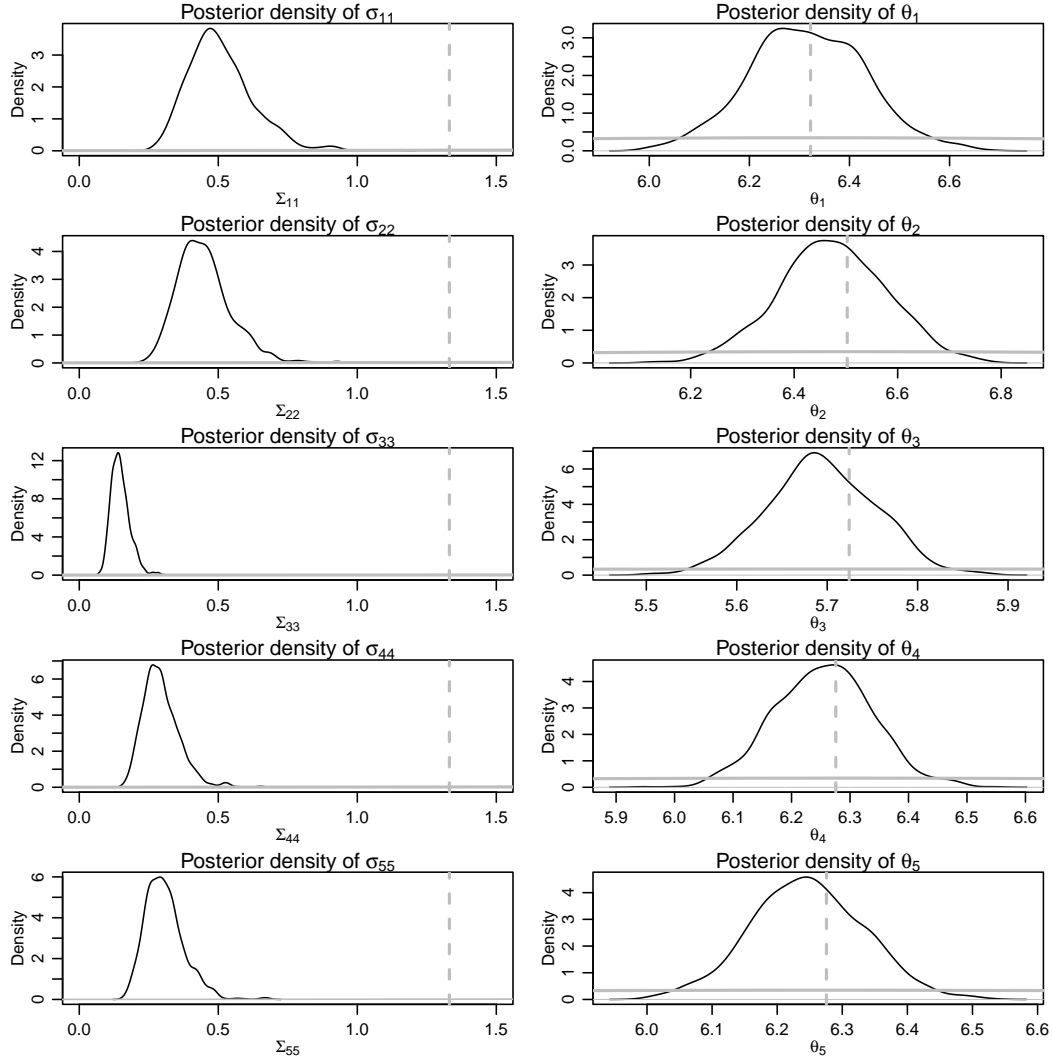 Posterior density of σ11
Density
0 1 2 3
0.0 0.5 1.0 1.5
Σ11
Posterior density of θ1
Density
0.0 1.0 2.0 3.0
6.0 6.2 6.4 6.6
θ1
Posterior density of σ22
Density
0 1 2 3 4
0.0 0.5 1.0 1.5
Σ22
Posterior density of θ2
Density
0 1 2 3
6.2 6.4 6.6 6.8
θ2
Posterior density of σ33
Density
0 4 8 12
0.0 0.5 1.0 1.5
Σ33
Posterior density of θ3
Density
0 2 4 6
5.5 5.6 5.7 5.8 5.9
θ3
Posterior density of σ44
Density
0 2 4 6
0.0 0.5 1.0 1.5
Σ44
Posterior density of θ4
Density
0 1 2 3 4
5.9 6.0 6.1 6.2 6.3 6.4 6.5 6.6
θ4
Posterior density of σ55
Density
0 2 4 6
0.0 0.5 1.0 1.5
Σ55
Posterior density of θ5
Density
0 1 2 3 4
6.0 6.1 6.2 6.3 6.4 6.5 6.6
θ5